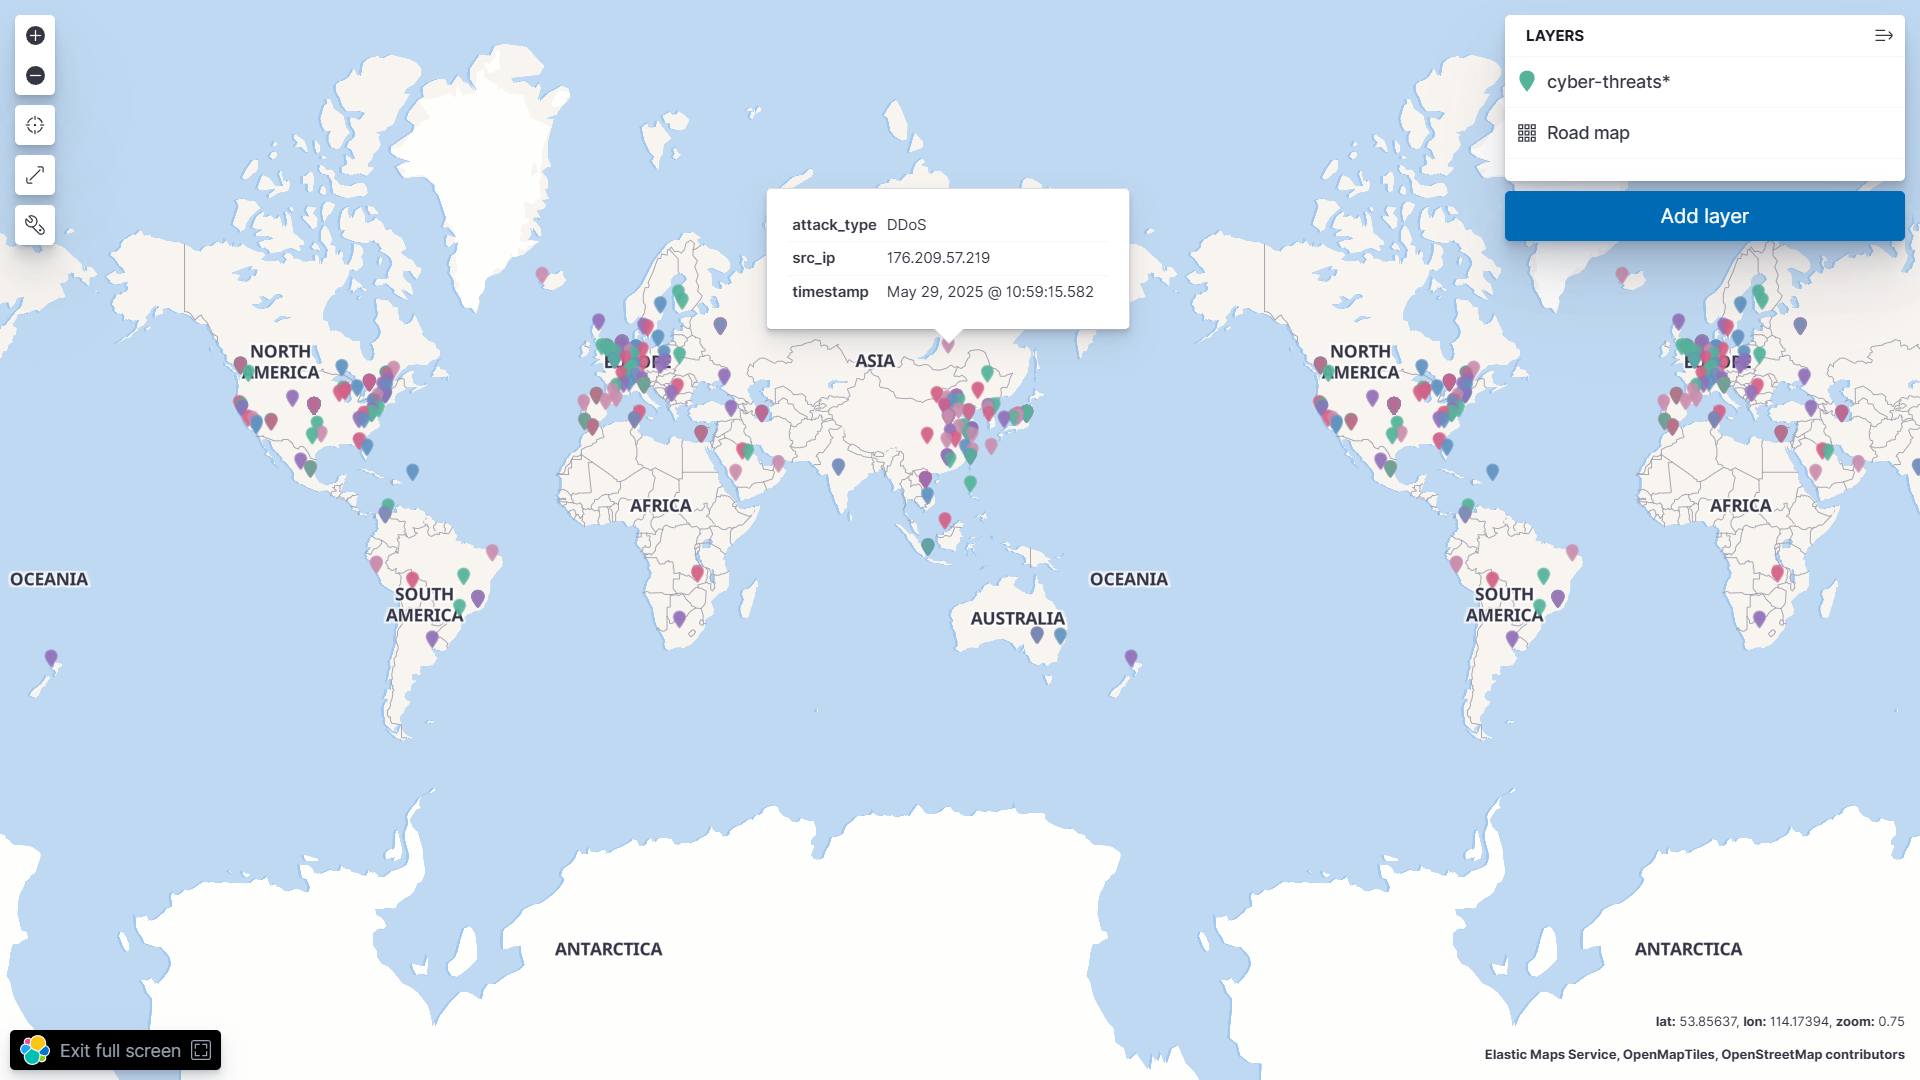 LAYERS
cyber-threats*
Road map
Add layer
attack_type DDoS
src_ip 176.209.57.219
timestamp May 29, 2025 @ 10:59:15.582
NORTH
AMERICA
EUROPE
ASIA
NORTH
AMERICA
EUROPE
AFRICA
AFRICA
OCEANIA
OCEANIA
SOUTH
AMERICA
AUSTRALIA
SOUTH
AMERICA
ANTARCTICA
ANTARCTICA
lat: 53.85637, lon: 114.17394, zoom: 0.75
Exit full screen
Elastic Maps Service, OpenMapTiles, OpenStreetMap contributors